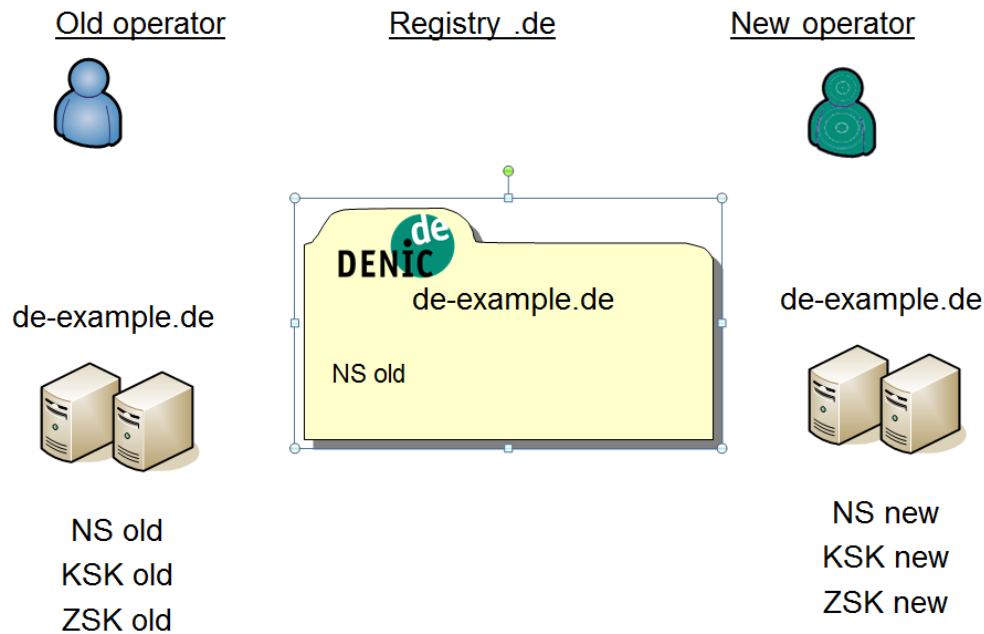 Old operator
Registry .de
New operator
de
DENIC
de-example.de
de-example.de
de-example.de
NS old
NS old
KSK old
ZSK old
NS new
KSK new
ZSK new